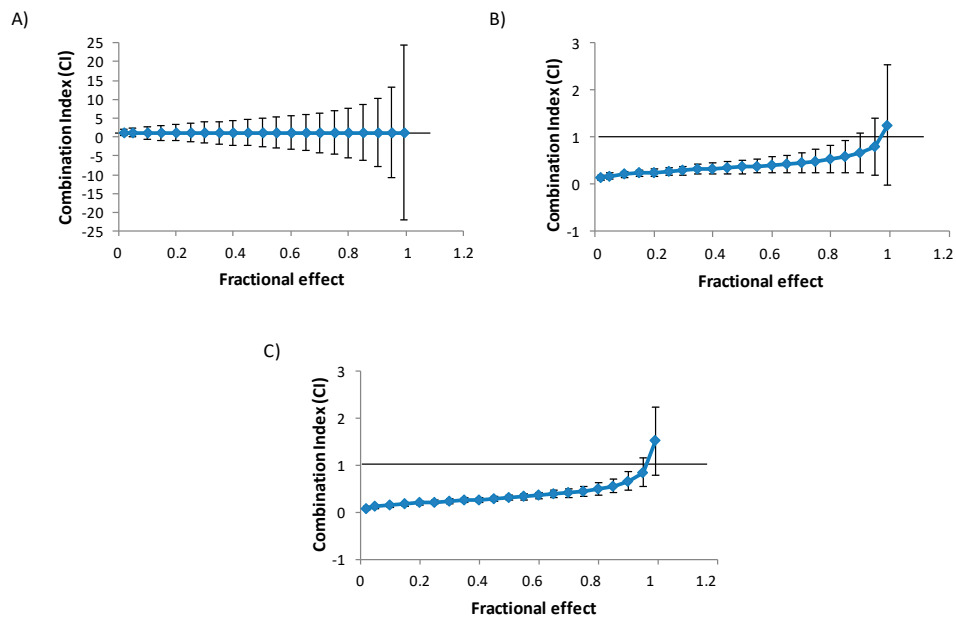 A)
Combination Index (CI)
25
20
15
10
5
0
-5
-10
-15
-20
-25
0 0.2 0.4 0.6 0.8 1 1.2
Fractional effect
B)
Combination Index (CI)
3
2
1
0
-1
0 0.2 0.4 0.6 0.8 1 1.2
Fractional effect
C)
Combination Index (CI)
3
2
1
0
-1
0 0.2 0.4 0.6 0.8 1 1.2
Fractional effect